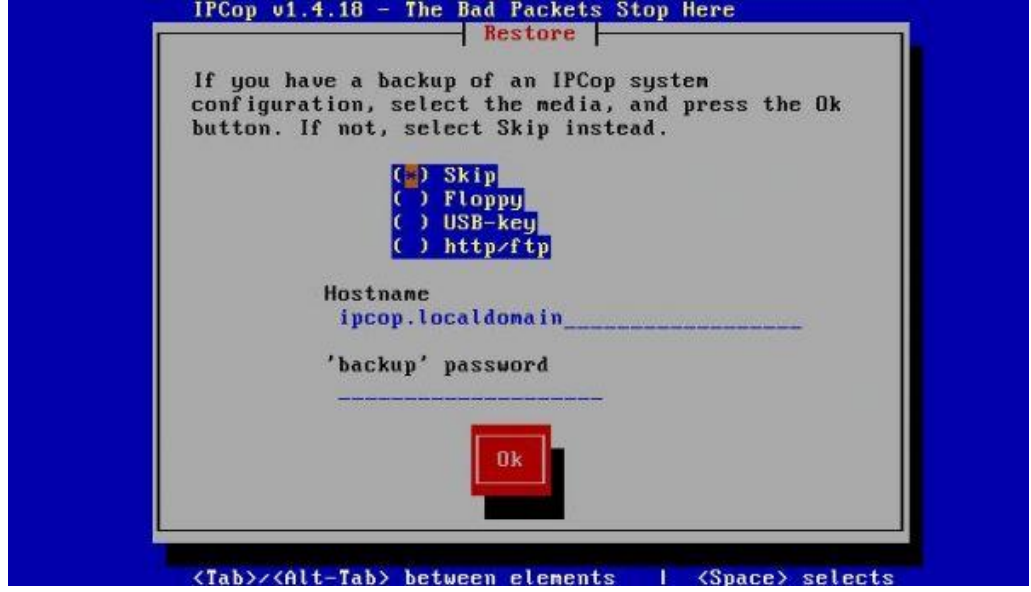 IPCop v1.4.18 - The Bad Packets Stop Here
Restore
If you have a backup of an IPCop system
configuration, select the media, and press the Ok
button. If not, select Skip instead.
(*) Skip
( ) Floppy
( ) USB-key
( ) http/ftp
Hostname
ipcop.localdomain___________________
'backup' password
____________________
Ok
<Tab>/<Alt-Tab> between elements | <Space> selects